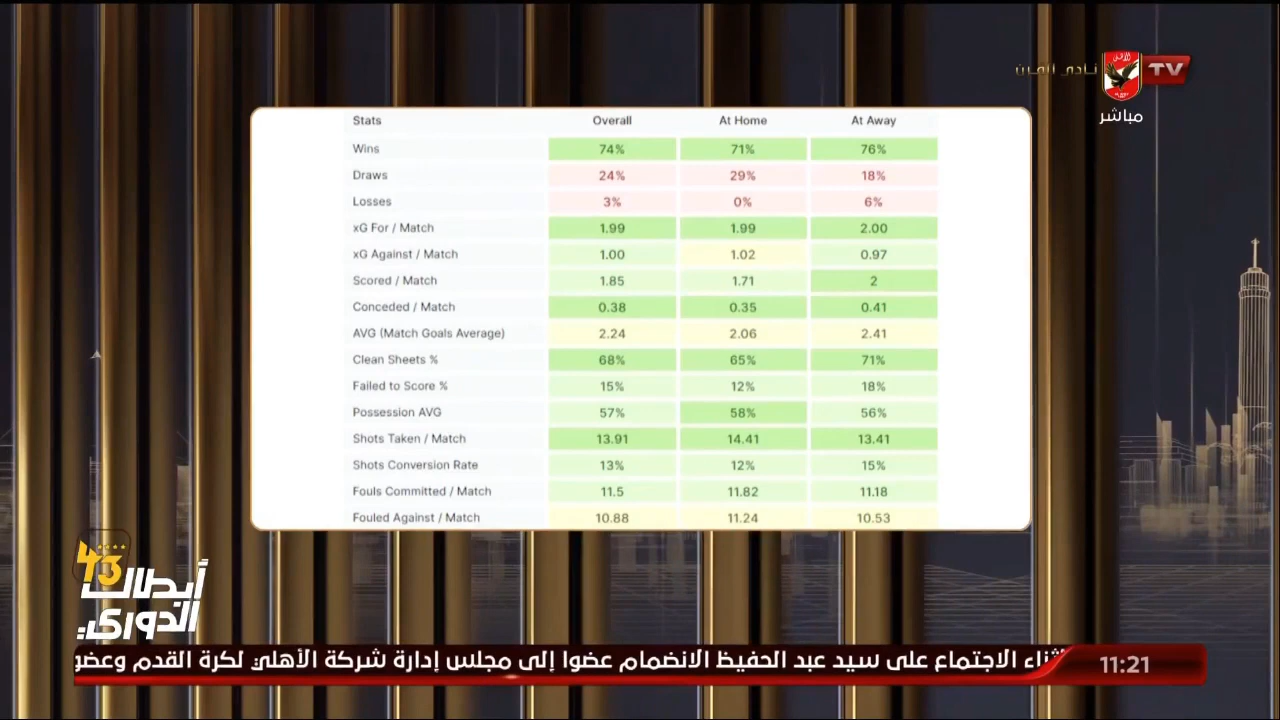 نادي القرن
TV
مباشر
Stats Overall At Home At Away
Wins 74% 71% 76%
Draws 24% 29% 18%
Losses 3% 0% 6%
xG For / Match 1.99 1.99 2.00
xG Against / Match 1.00 1.02 0.97
Scored / Match 1.85 1.71 2
Conceded / Match 0.38 0.35 0.41
AVG (Match Goals Average) 2.24 2.06 2.41
Clean Sheets % 68% 65% 71%
Failed to Score % 15% 12% 18%
Possession AVG 57% 58% 56%
Shots Taken / Match 13.91 14.41 13.41
Shots Conversion Rate 13% 12% 15%
Fouls Committed / Match 11.5 11.82 11.18
Fouled Against / Match 10.88 11.24 10.53
43
أبطال
الدوري
الاجتماع على سيد عبد الحفيظ الانضمام عضوا إلى مجلس إدارة شركة الأهلي لكرة القدم
11:21